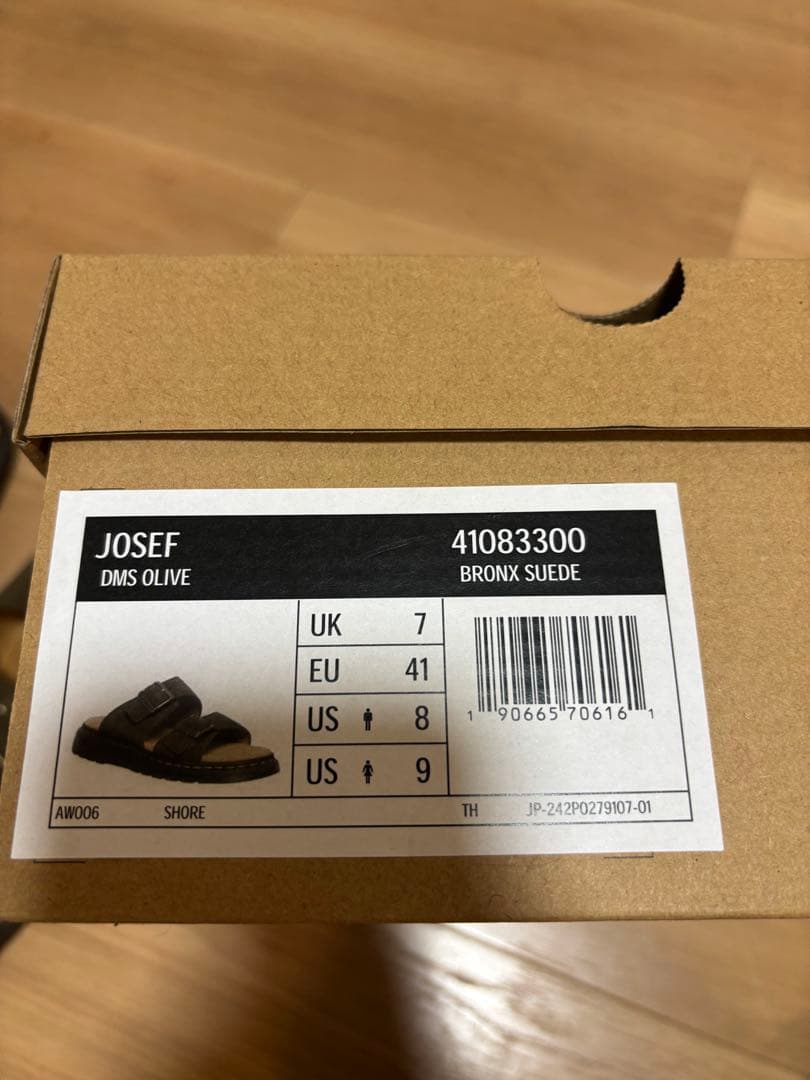 JOSEF 41083300
DMS OLIVE BRONX SUEDE
UK 7
EU 41
US 8
US 9
1 90665 70616 1
AW006 SHORE TH JP-242P0279107-01